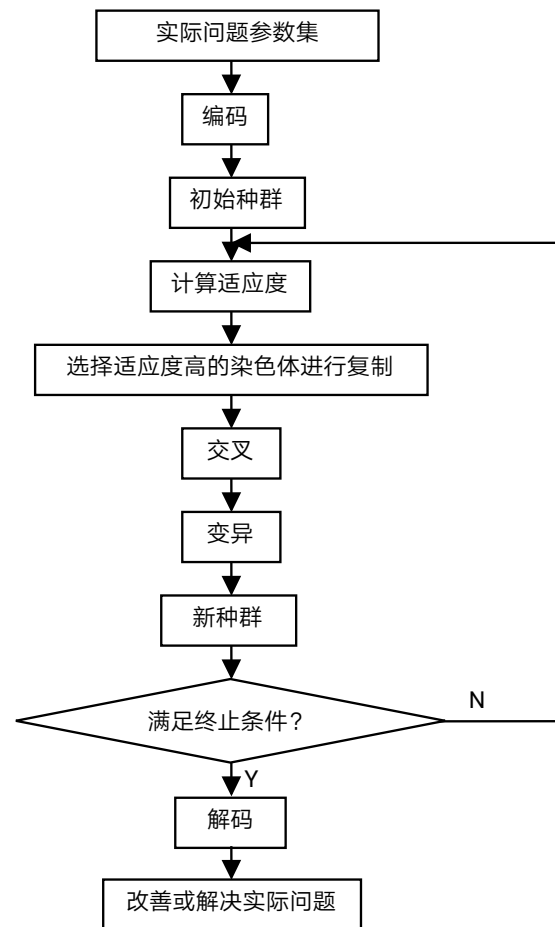 实际问题参数集
编码
初始种群
计算适应度
选择适应度高的染色体进行复制
交叉
变异
新种群
满足终止条件?
N
Y
解码
改善或解决实际问题